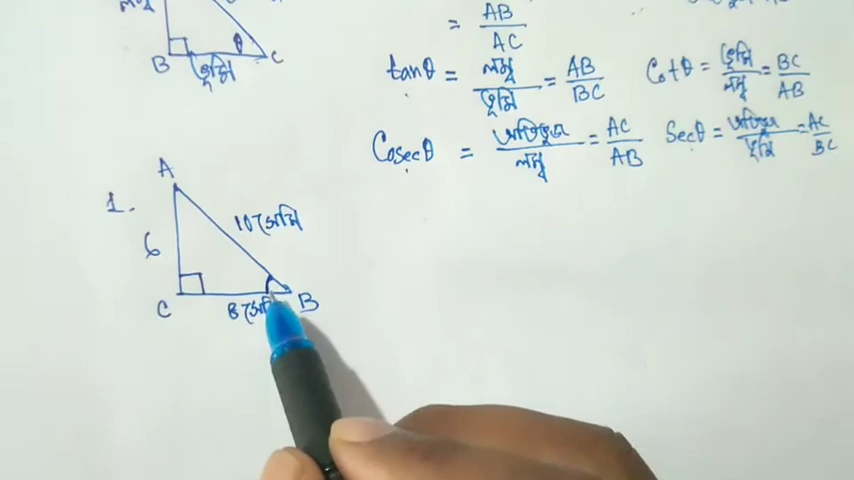 B ভূমি θ C
= AB/AC
tanθ = লম্ব/ভূমি = AB/BC Cotθ = ভূমি/লম্ব = BC/AB
Cosecθ = অতিভুজ/লম্ব = AC/AB Secθ = অতিভুজ/ভূমি = AC/BC
1.
A
6 10 সেমি
C 8 সেমি B